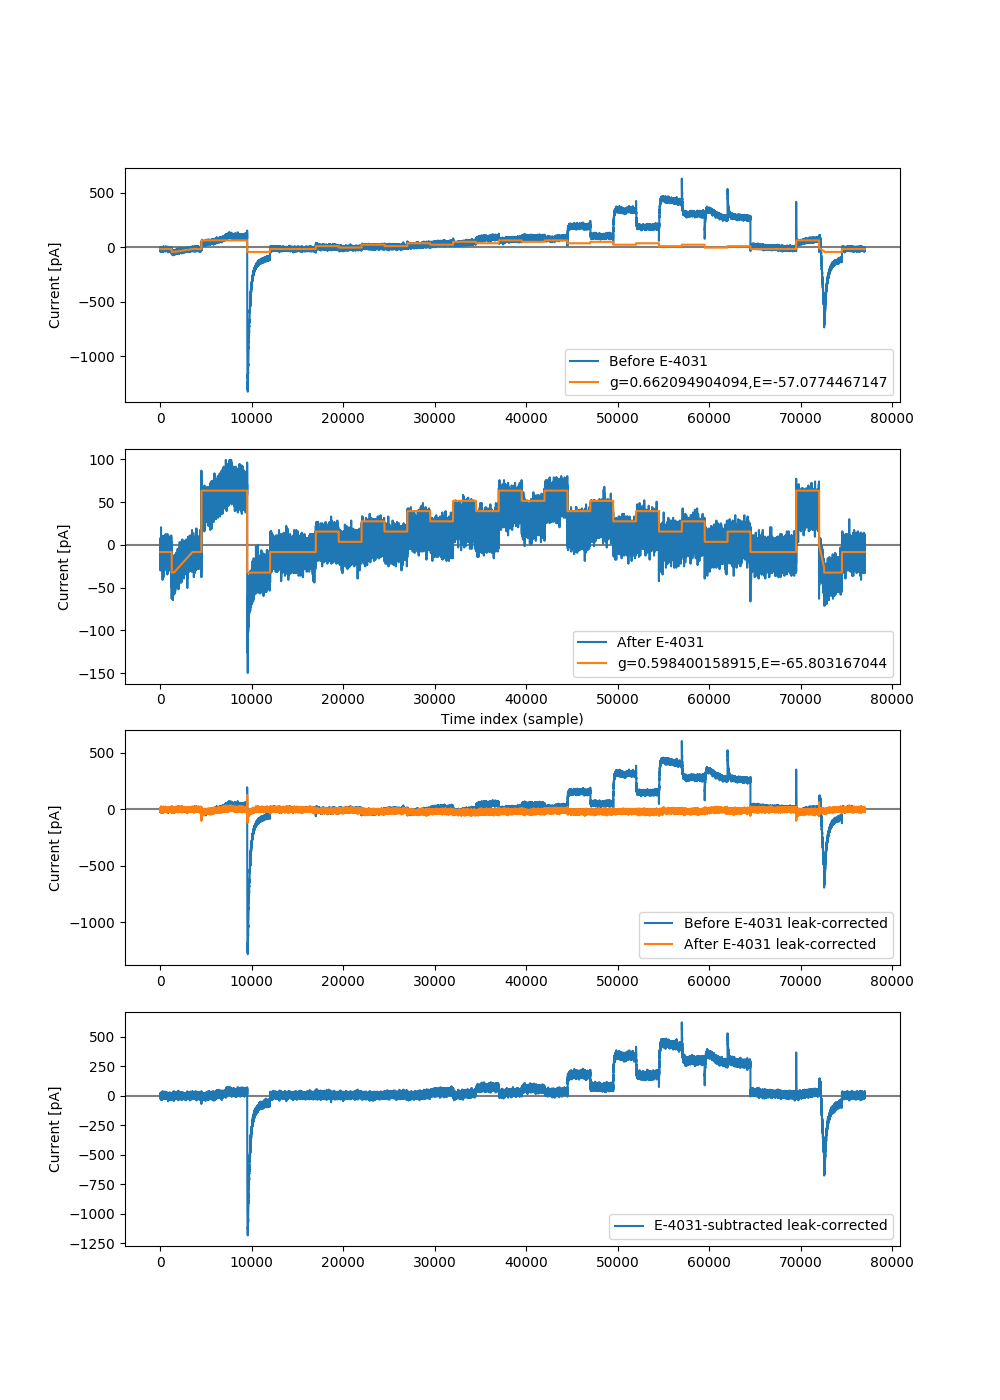 500
0
−500
−1000
Current [pA]
Before E-4031
g=0.662094904094,E=-57.0774467147
0 10000 20000 30000 40000 50000 60000 70000 80000
100
50
0
−50
−100
−150
Current [pA]
After E-4031
g=0.598400158915,E=-65.803167044
0 10000 20000 30000 40000 50000 60000 70000 80000
Time index (sample)
500
0
−500
−1000
Current [pA]
Before E-4031 leak-corrected
After E-4031 leak-corrected
0 10000 20000 30000 40000 50000 60000 70000 80000
500
250
0
−250
−500
−750
−1000
−1250
Current [pA]
E-4031-subtracted leak-corrected
0 10000 20000 30000 40000 50000 60000 70000 80000